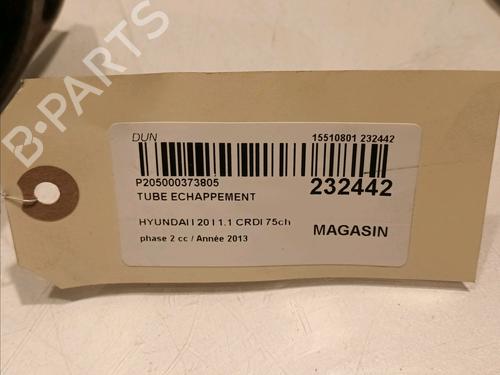 B-PARTS
DUN 15510801 232442
P205000373805 232442
TUBE ECHAPPEMENT
HYUNDAI I 20 I 1.1 CRDI 75ch
MAGASIN
phase 2 cc / Année 2013